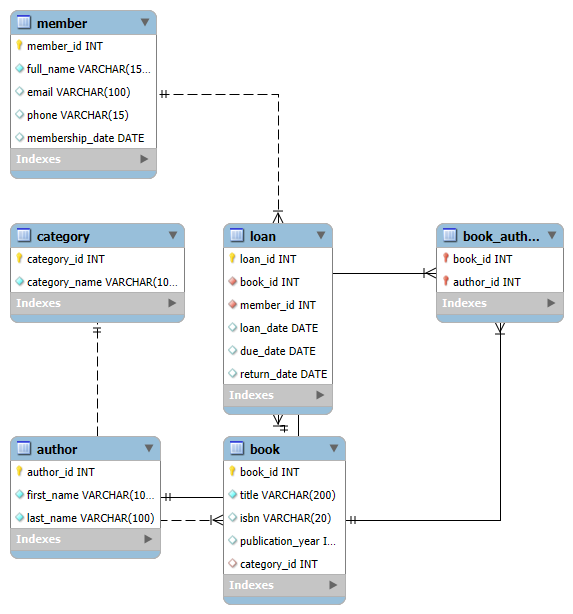 member
member_id INT
full_name VARCHAR(15...
email VARCHAR(100)
phone VARCHAR(15)
membership_date DATE
Indexes
category
category_id INT
category_name VARCHAR(10...
Indexes
loan
loan_id INT
book_id INT
member_id INT
loan_date DATE
due_date DATE
return_date DATE
Indexes
book_auth...
book_id INT
author_id INT
Indexes
author
author_id INT
first_name VARCHAR(10...
last_name VARCHAR(100)
Indexes
book
book_id INT
title VARCHAR(200)
isbn VARCHAR(20)
publication_year I...
category_id INT
Indexes